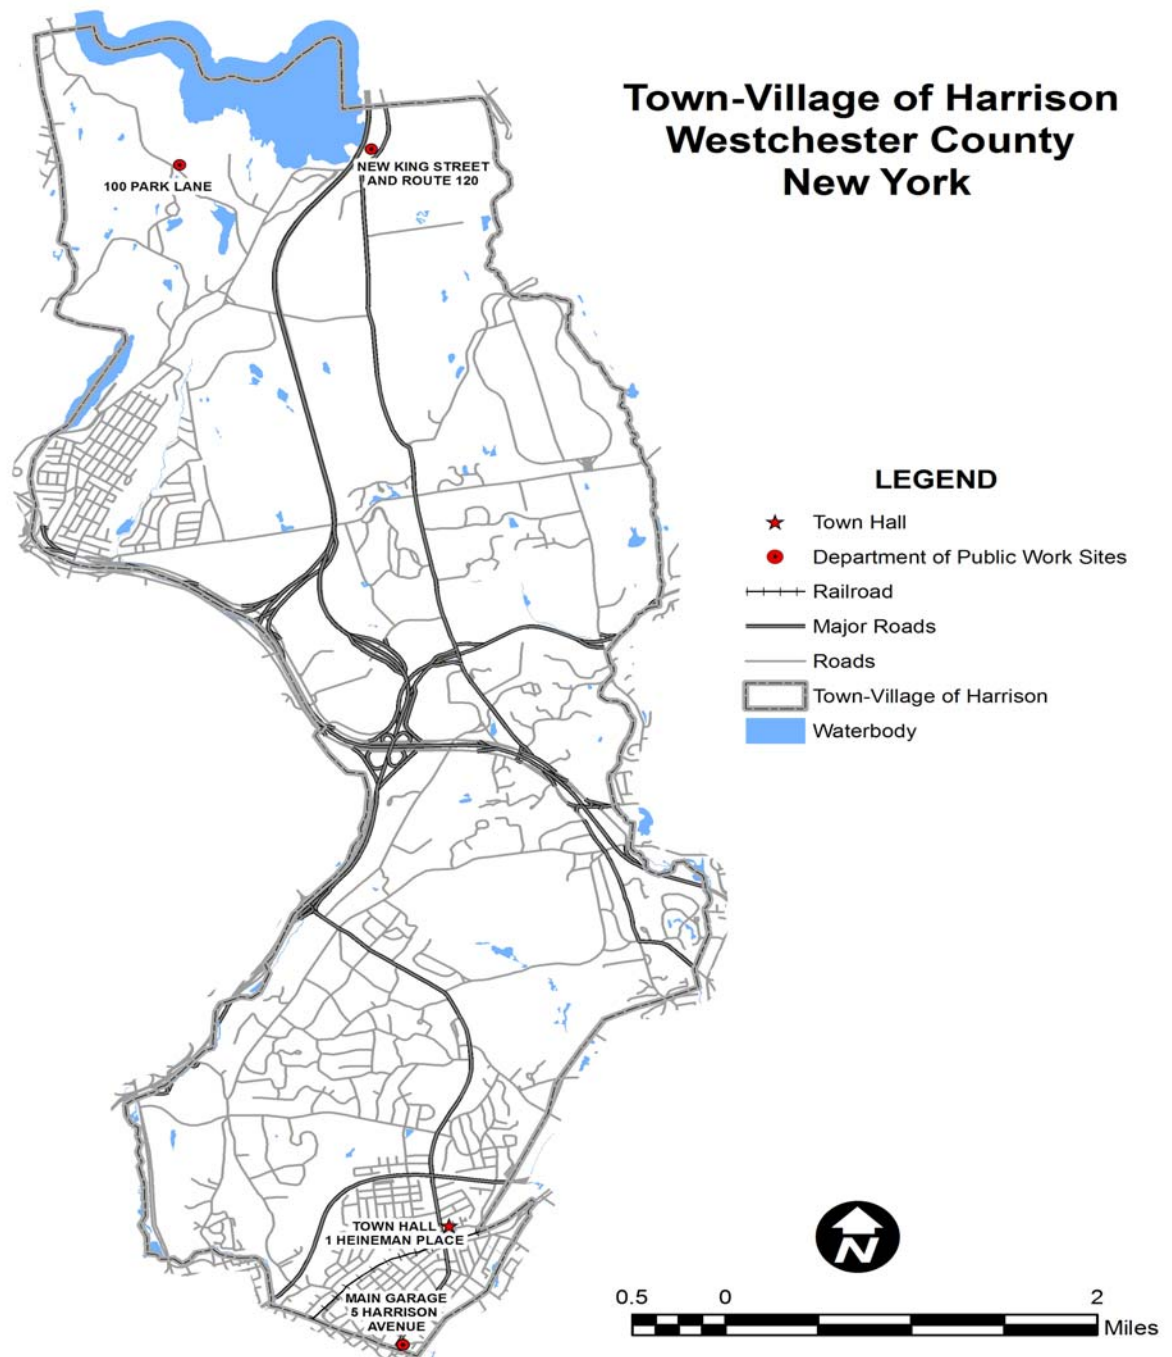 Town-Village of Harrison
Westchester County
New York
100 PARK LANE
NEW KING STREET
AND ROUTE 120
LEGEND
Town Hall
Department of Public Work Sites
Railroad
Major Roads
Roads
Town-Village of Harrison
Waterbody
TOWN HALL
1 HEINEMAN PLACE
MAIN GARAGE
5 HARRISON
AVENUE
N
0.5 0 2
Miles